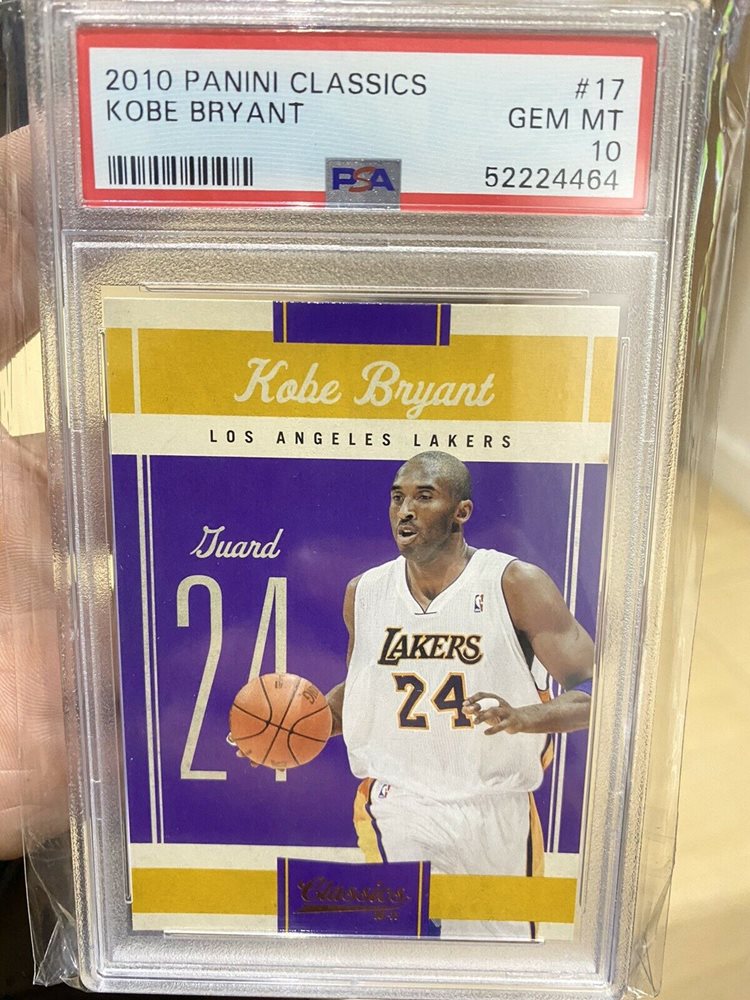 2010 PANINI CLASSICS #17
KOBE BRYANT GEM MT
10
PSA 52224464
Kobe Bryant
LOS ANGELES LAKERS
Guard
24
LAKERS
24
Classics